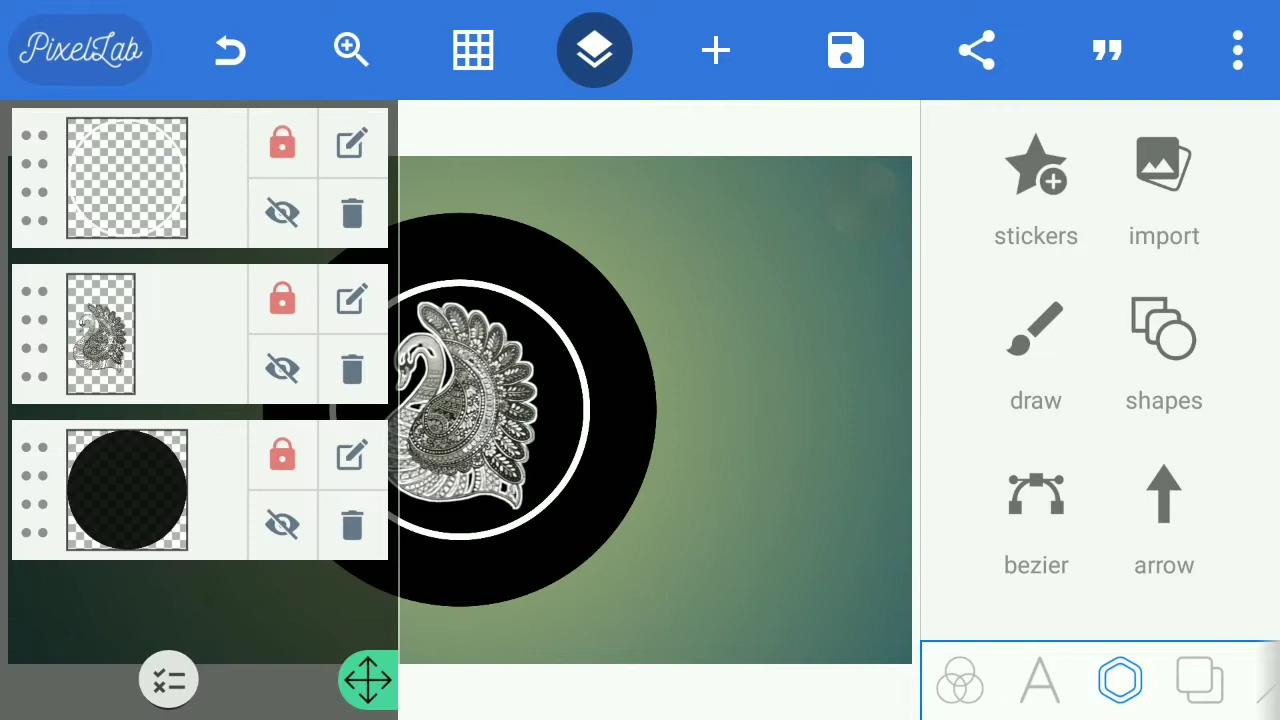 PixelLab
stickers
import
draw
shapes
bezier
arrow